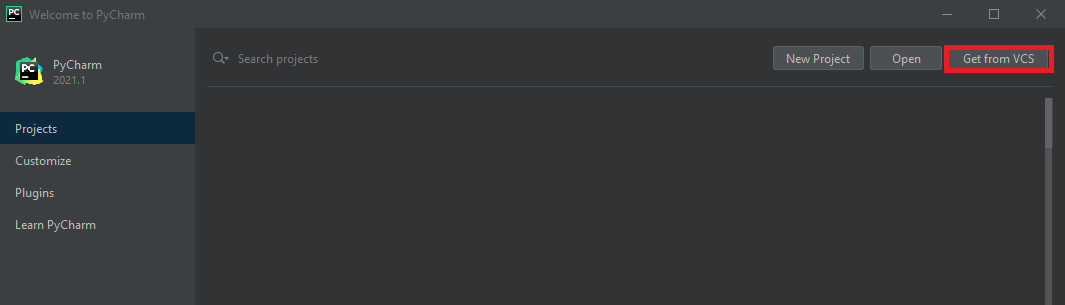 PC Welcome to PyCharm
PC PyCharm
2021.1
Search projects
New Project
Open
Get from VCS
Projects
Customize
Plugins
Learn PyCharm